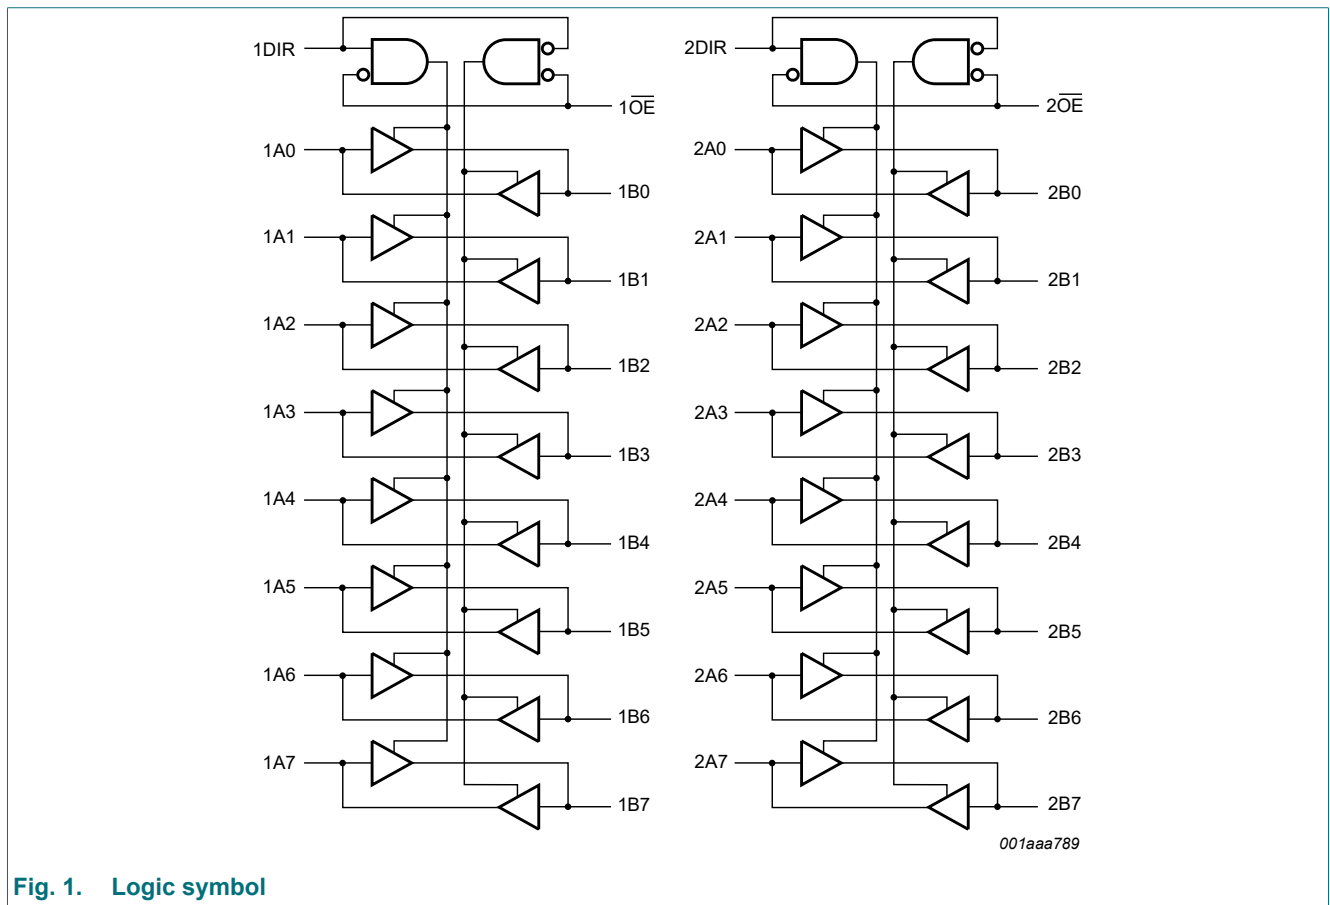 1DIR
2DIR
1O̅E̅
2O̅E̅
1A0
2A0
1B0
2B0
1A1
2A1
1B1
2B1
1A2
2A2
1B2
2B2
1A3
2A3
1B3
2B3
1A4
2A4
1B4
2B4
1A5
2A5
1B5
2B5
1A6
2A6
1B6
2B6
1A7
2A7
1B7
2B7
001aaa789
Fig. 1. Logic symbol